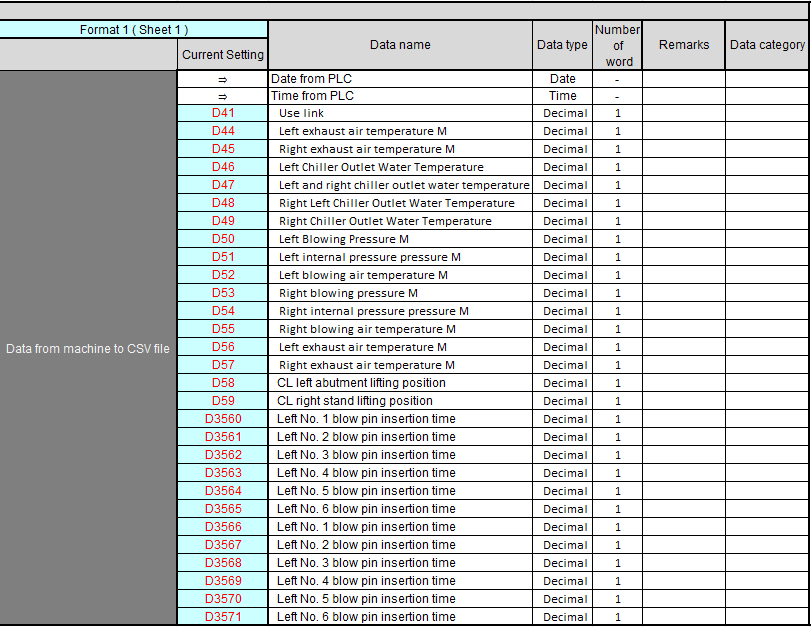 Format 1 ( Sheet 1 )
Current Setting Data name Data type Number of word Remarks Data category
Data from machine to CSV file
⇒ Date from PLC Date -
⇒ Time from PLC Time -
D41 Use link Decimal 1
D44 Left exhaust air temperature M Decimal 1
D45 Right exhaust air temperature M Decimal 1
D46 Left Chiller Outlet Water Temperature Decimal 1
D47 Left and right chiller outlet water temperature Decimal 1
D48 Right Left Chiller Outlet Water Temperature Decimal 1
D49 Right Chiller Outlet Water Temperature Decimal 1
D50 Left Blowing Pressure M Decimal 1
D51 Left internal pressure pressure M Decimal 1
D52 Left blowing air temperature M Decimal 1
D53 Right blowing pressure M Decimal 1
D54 Right internal pressure pressure M Decimal 1
D55 Right blowing air temperature M Decimal 1
D56 Left exhaust air temperature M Decimal 1
D57 Right exhaust air temperature M Decimal 1
D58 CL left abutment lifting position Decimal 1
D59 CL right stand lifting position Decimal 1
D3560 Left No. 1 blow pin insertion time Decimal 1
D3561 Left No. 2 blow pin insertion time Decimal 1
D3562 Left No. 3 blow pin insertion time Decimal 1
D3563 Left No. 4 blow pin insertion time Decimal 1
D3564 Left No. 5 blow pin insertion time Decimal 1
D3565 Left No. 6 blow pin insertion time Decimal 1
D3566 Left No. 1 blow pin insertion time Decimal 1
D3567 Left No. 2 blow pin insertion time Decimal 1
D3568 Left No. 3 blow pin insertion time Decimal 1
D3569 Left No. 4 blow pin insertion time Decimal 1
D3570 Left No. 5 blow pin insertion time Decimal 1
D3571 Left No. 6 blow pin insertion time Decimal 1